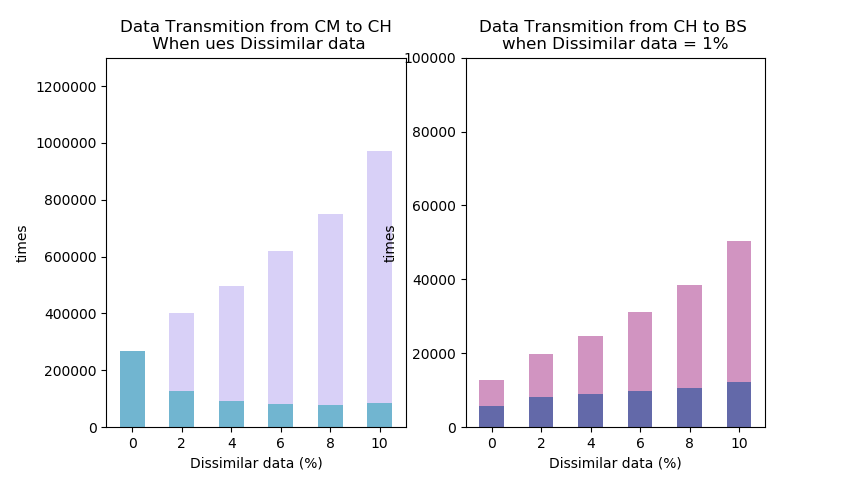 Data Transmition from CM to CH
When ues Dissimilar data
1200000
1000000
800000
600000
400000
200000
0
times
0 2 4 6 8 10
Dissimilar data (%)
Data Transmition from CH to BS
when Dissimilar data = 1%
100000
80000
60000
40000
20000
0
times
0 2 4 6 8 10
Dissimilar data (%)